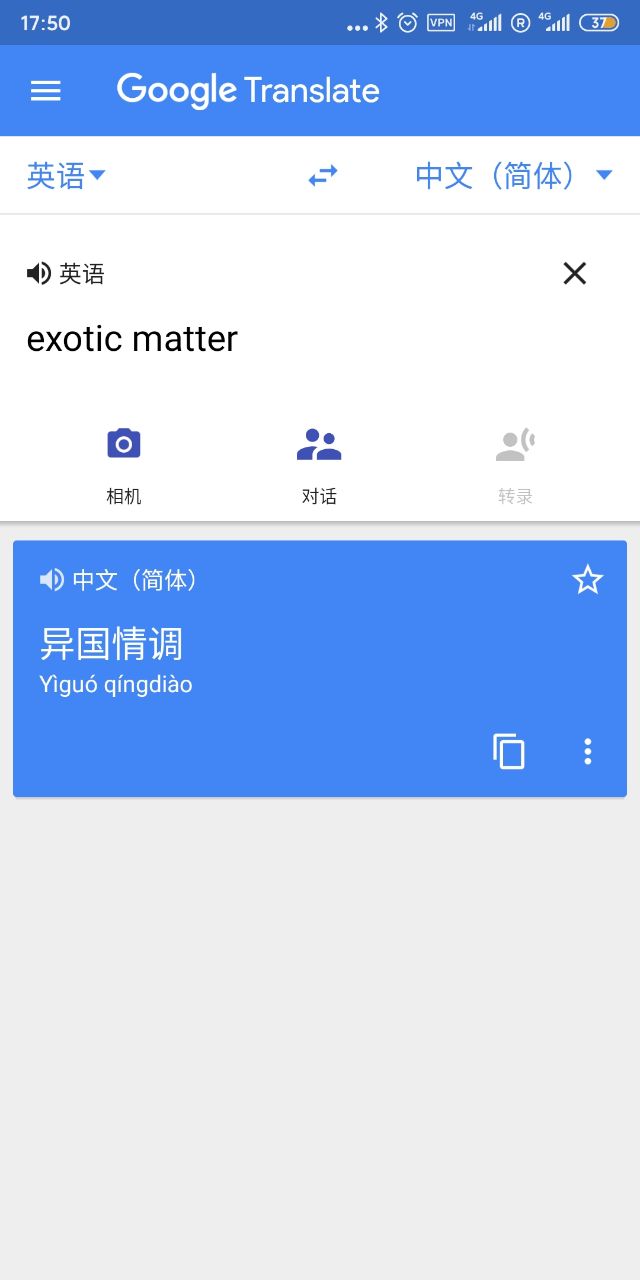 17:50
VPN 4G R 4G 37
Google Translate
英语 中文（简体）
英语
exotic matter
相机 对话 转录
中文（简体）
异国情调
Yìguó qíngdiào